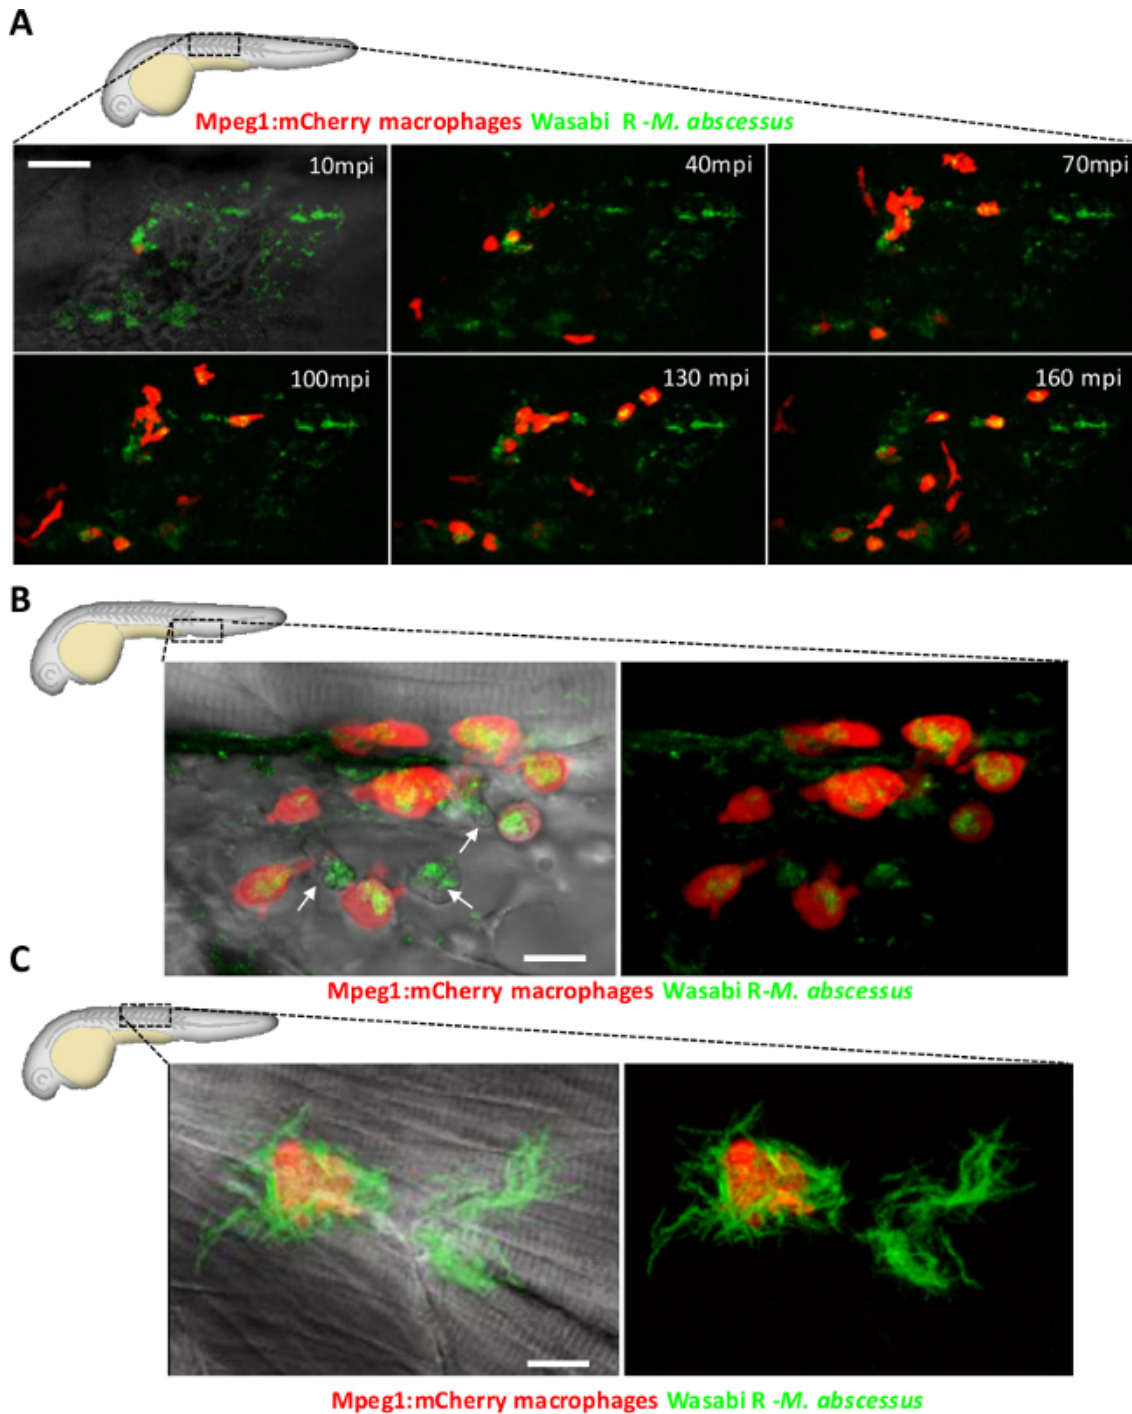 A
Mpeg1:mCherry macrophages Wasabi R -M. abscessus
10mpi
40mpi
70mpi
100mpi
130 mpi
160 mpi
B
Mpeg1:mCherry macrophages Wasabi R-M. abscessus
C
Mpeg1:mCherry macrophages Wasabi R -M. abscessus